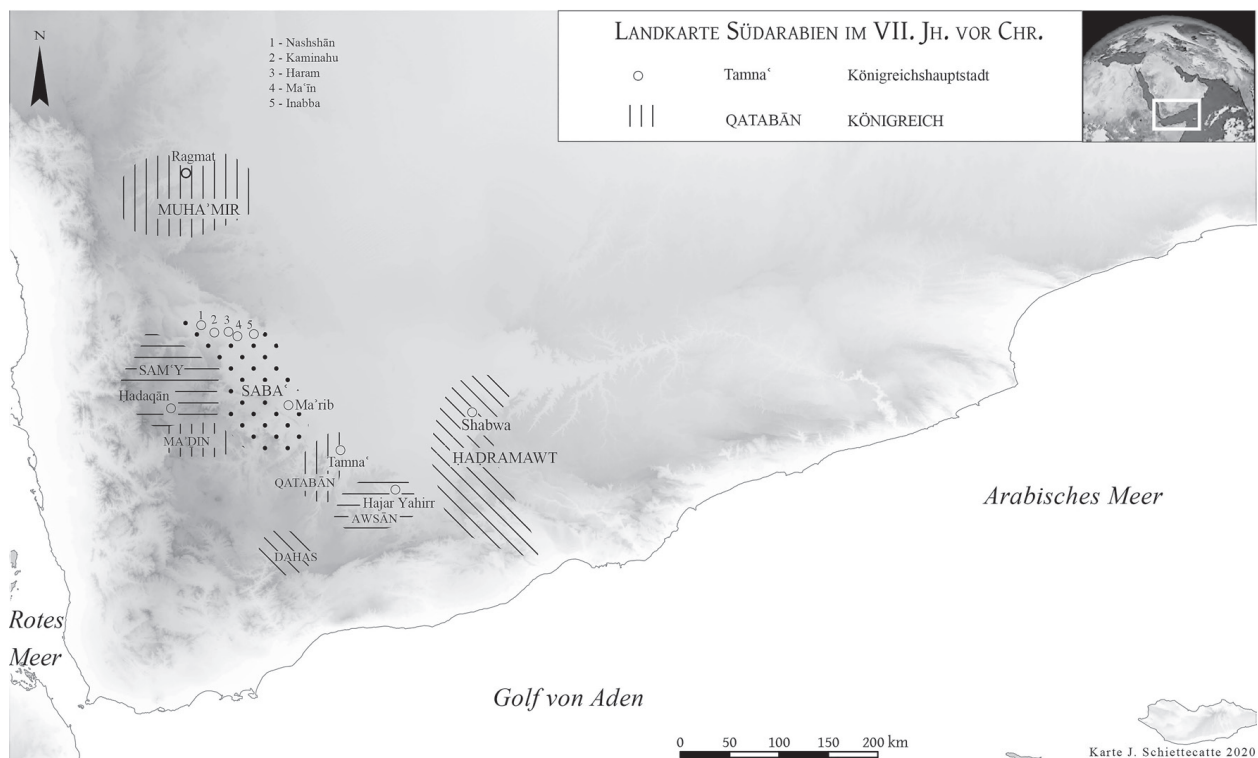 LANDKARTE SÜDARABIEN IM VII. JH. VOR CHR.
Tamnaʿ Königreichshauptstadt
QATABĀN KÖNIGREICH
N
1 - Nashshān
2 - Kaminahu
3 - Haram
4 - Maʾīn
5 - Inabba
Ragmat
MUHAʾMIR
1 2 3 4 5
SAMʿY
SABAʿ
Hadaqān
Maʾrib
MAʾDIN
Shabwa
Tamnaʿ
HADRAMAWT
QATABĀN
Hajar Yahirr
AWSĀN
DAHAS
Arabisches Meer
Rotes
Meer
Golf von Aden
0 50 100 150 200 km
Karte J. Schiettecatte 2020